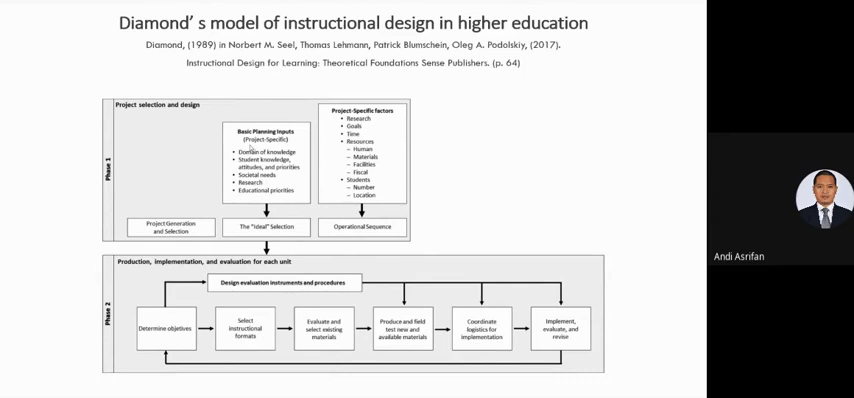 Diamond' s model of instructional design in higher education
Diamond, (1989) in Norbert M. Seel, Thomas Lehmann, Patrick Blumschein, Oleg A. Podolskiy, (2017).
Instructional Design for Learning: Theoretical Foundations Sense Publishers. (p. 64)
Phase 1
Project selection and design
Basic Planning Inputs
(Project-Specific)
• Domain of knowledge
• Student knowledge,
attitudes, and priorities
• Societal needs
• Research
• Educational priorities
Project-Specific factors
• Research
• Goals
• Time
• Resources
– Human
– Materials
– Facilities
– Fiscal
• Students
– Number
– Location
Project Generation
and Selection
The "Ideal" Selection
Operational Sequence
Phase 2
Production, implementation, and evaluation for each unit
Design evaluation instruments and procedures
Determine objetives
Select
instructional
formats
Evaluate and
select existing
materials
Produce and field
test new and
available materials
Coordinate
logistics for
implementation
Implement,
evaluate, and
revise
Andi Asrifan